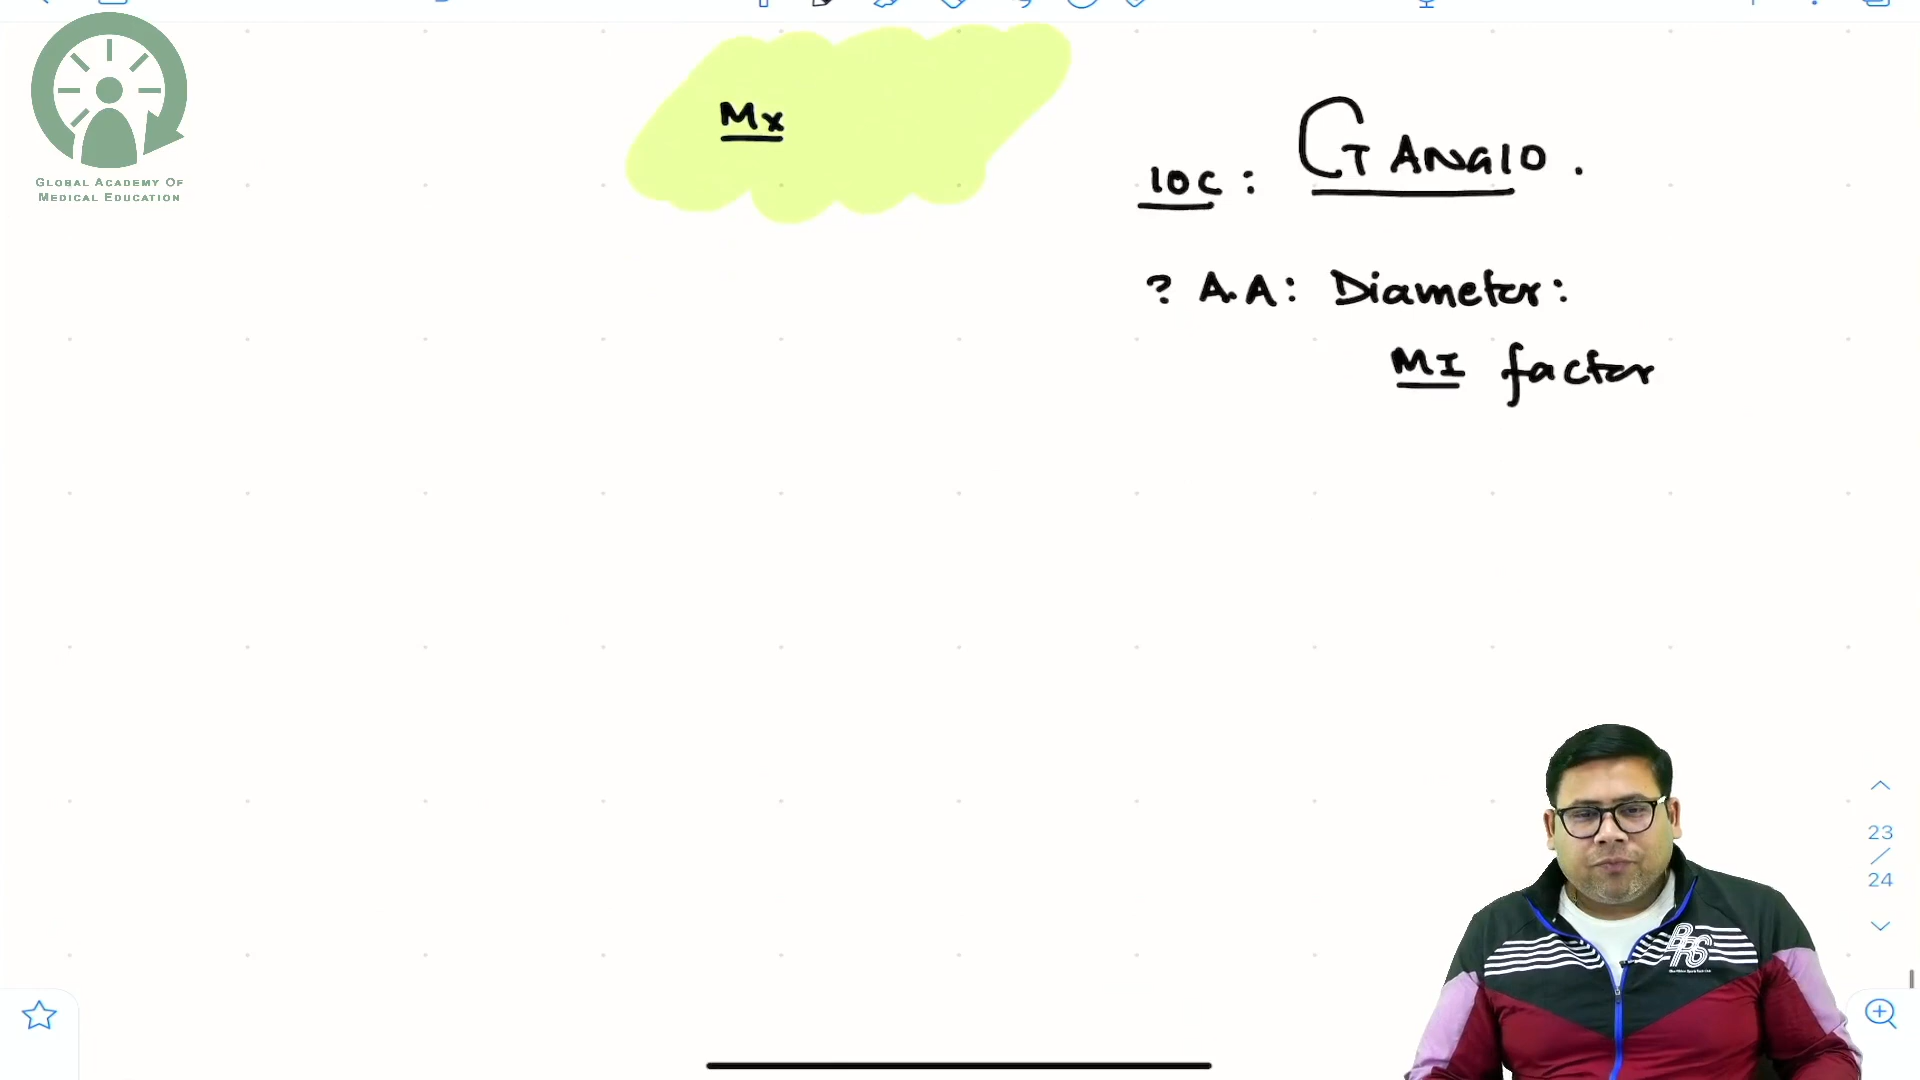 GLOBAL ACADEMY OF
MEDICAL EDUCATION
Mx
IOC : CT ANGIO .
? A.A : Diameter :
MI factor
23
/
24